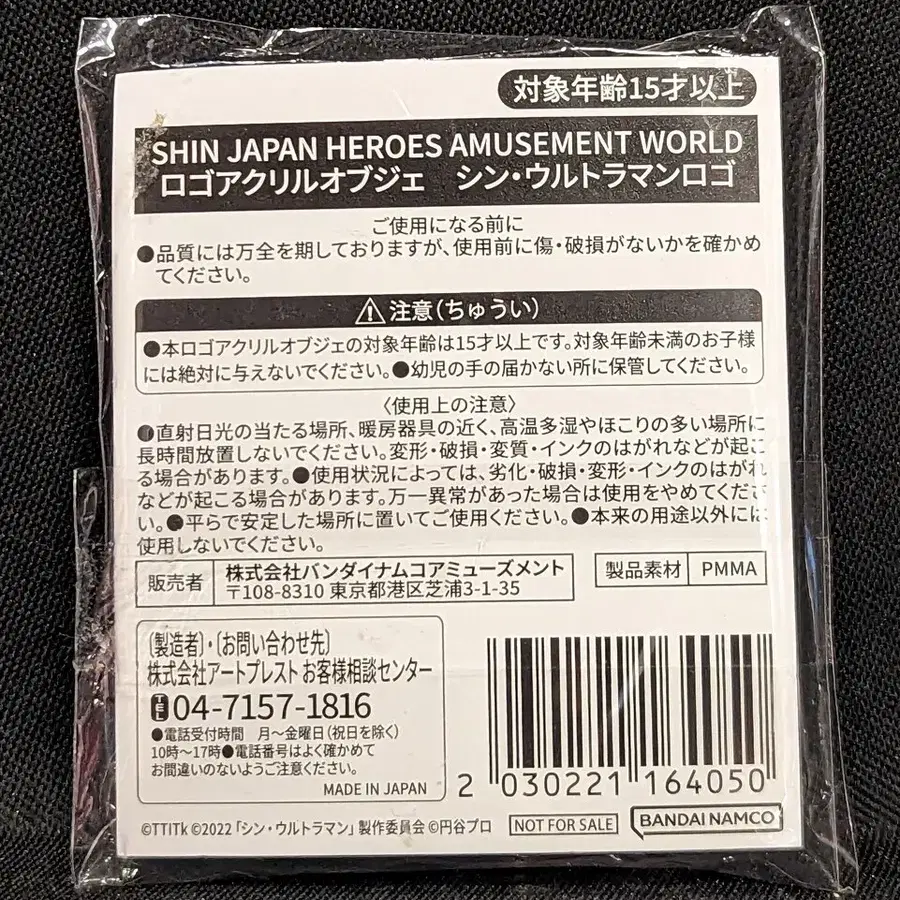 対象年齢15才以上
SHIN JAPAN HEROES AMUSEMENT WORLD
ロゴアクリルオブジェ　シン・ウルトラマンロゴ
ご使用になる前に
●品質には万全を期しておりますが、使用前に傷・破損がないかを確かめ
てください。
⚠注意(ちゅうい)
●本ロゴアクリルオブジェの対象年齢は15才以上です。対象年齢未満のお子様
には絶対に与えないでください。●幼児の手の届かない所に保管してください。
〈使用上の注意〉
●直射日光の当たる場所、暖房器具の近く、高温多湿やほこりの多い場所に
長時間放置しないでください。変形・破損・変質・インクのはがれなどが起こ
る場合があります。●使用状況によっては、劣化・破損・変形・インクのはがれ
などが起こる場合があります。万一異常があった場合は使用をやめてくださ
い。●平らで安定した場所に置いてご使用ください。●本来の用途以外には
使用しないでください。
販売者 株式会社バンダイナムコアミューズメント
〒108-8310 東京都港区芝浦3-1-35
製品素材 PMMA
〔製造者〕・〔お問い合わせ先〕
株式会社アートプレスト お客様相談センター
TEL 04-7157-1816
●電話受付時間　月〜金曜日(祝日を除く)
10時〜17時●電話番号はよく確かめて
お間違いのないようご注意ください。
MADE IN JAPAN
2 030221 164050
©TTITk ©2022「シン・ウルトラマン」製作委員会 ©円谷プロ
NOT FOR SALE
BANDAI NAMCO